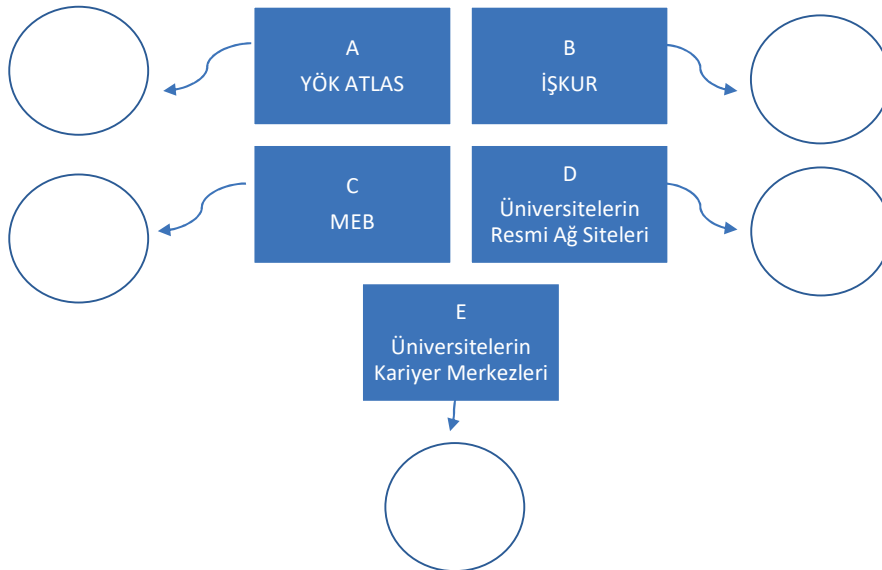 A
YÖK ATLAS
B
İŞKUR
C
MEB
D
Üniversitelerin
Resmi Ağ Siteleri
E
Üniversitelerin
Kariyer Merkezleri